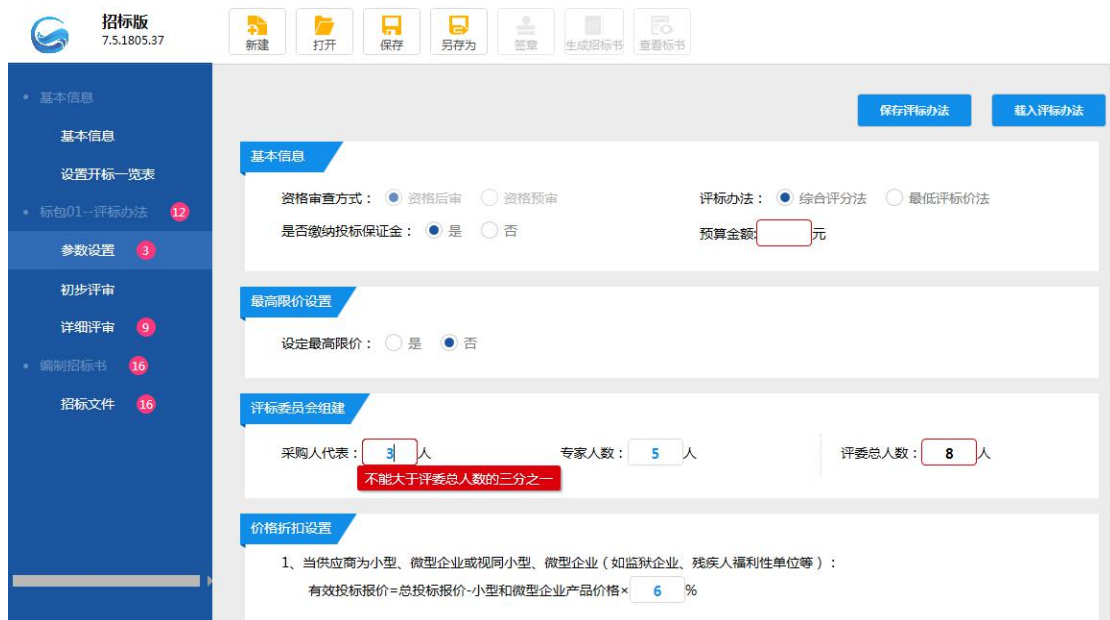 招标版
7.5.1805.37
新建
打开
保存
另存为
签章
生成招标书
查看标书
基本信息
基本信息
设置开标一览表
标包01--评标办法 12
参数设置 3
初步评审
详细评审 9
编制招标书 16
招标文件 16
保存评标办法
载入评标办法
基本信息
资格审查方式： 资格后审 资格预审
评标办法： 综合评分法 最低评标价法
是否缴纳投标保证金： 是 否
预算金额: 元
最高限价设置
设定最高限价： 是 否
评标委员会组建
采购人代表： 3 人
专家人数： 5 人
评委总人数： 8 人
不能大于评委总人数的三分之一
价格折扣设置
1、当供应商为小型、微型企业或视同小型、微型企业（如监狱企业、残疾人福利性单位等）：
有效投标报价=总投标报价-小型和微型企业产品价格× 6 %